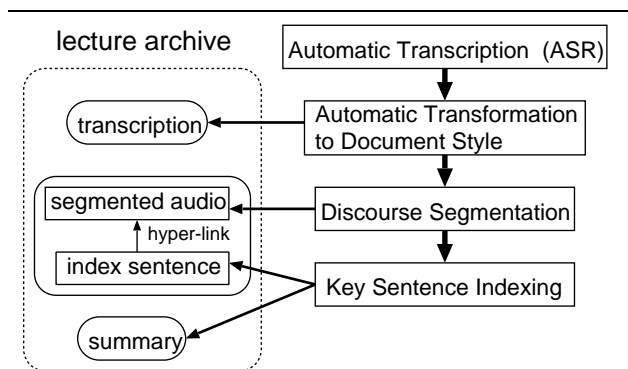 lecture archive
Automatic Transcription (ASR)
transcription
Automatic Transformation
to Document Style
segmented audio
Discourse Segmentation
hyper-link
index sentence
Key Sentence Indexing
summary